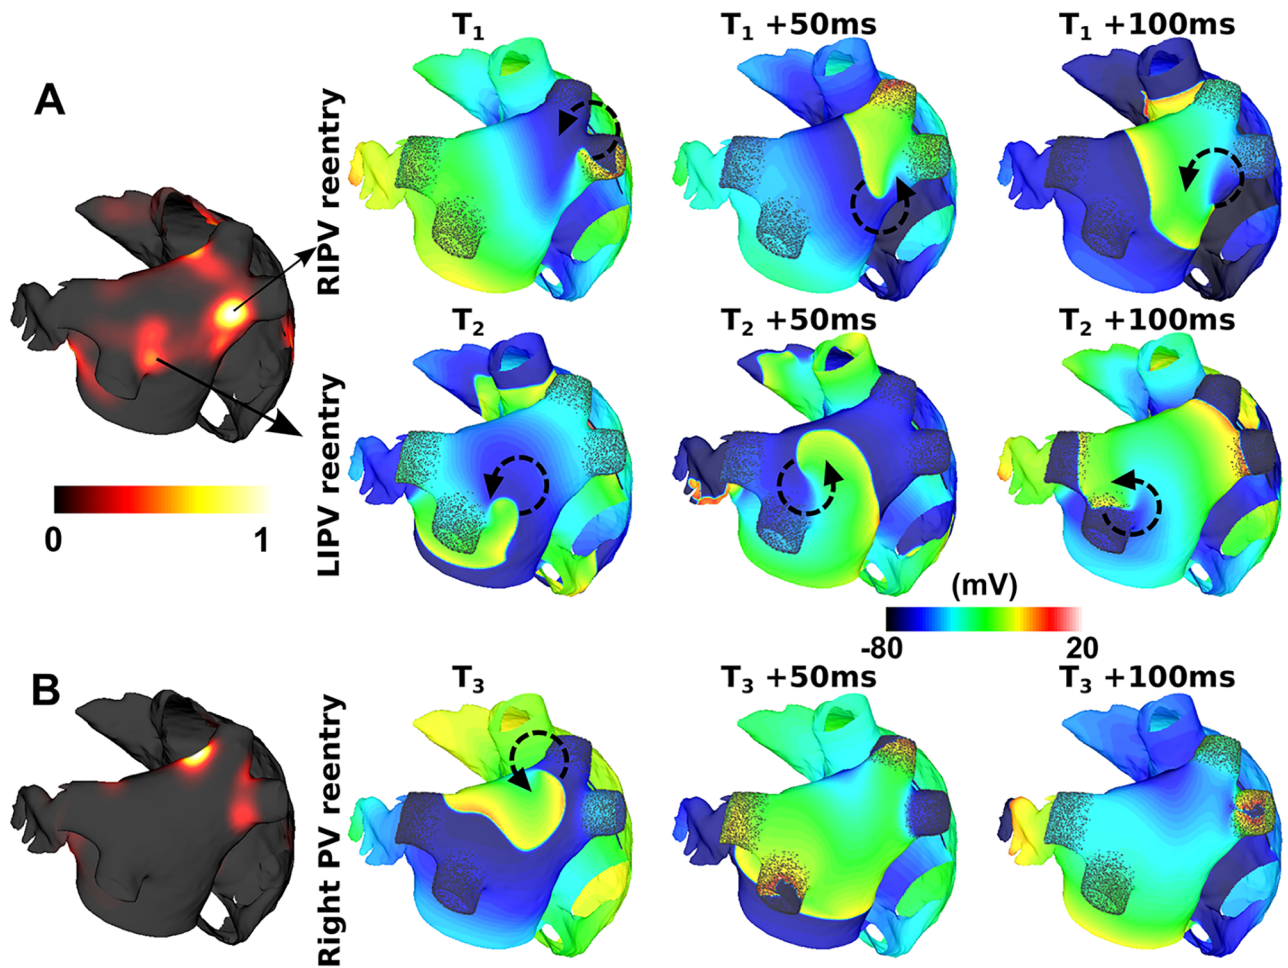 A
RIPV reentry
T1
T1 +50ms
T1 +100ms
LIPV reentry
T2
T2 +50ms
T2 +100ms
0 1
(mV)
-80 20
B
Right PV reentry
T3
T3 +50ms
T3 +100ms